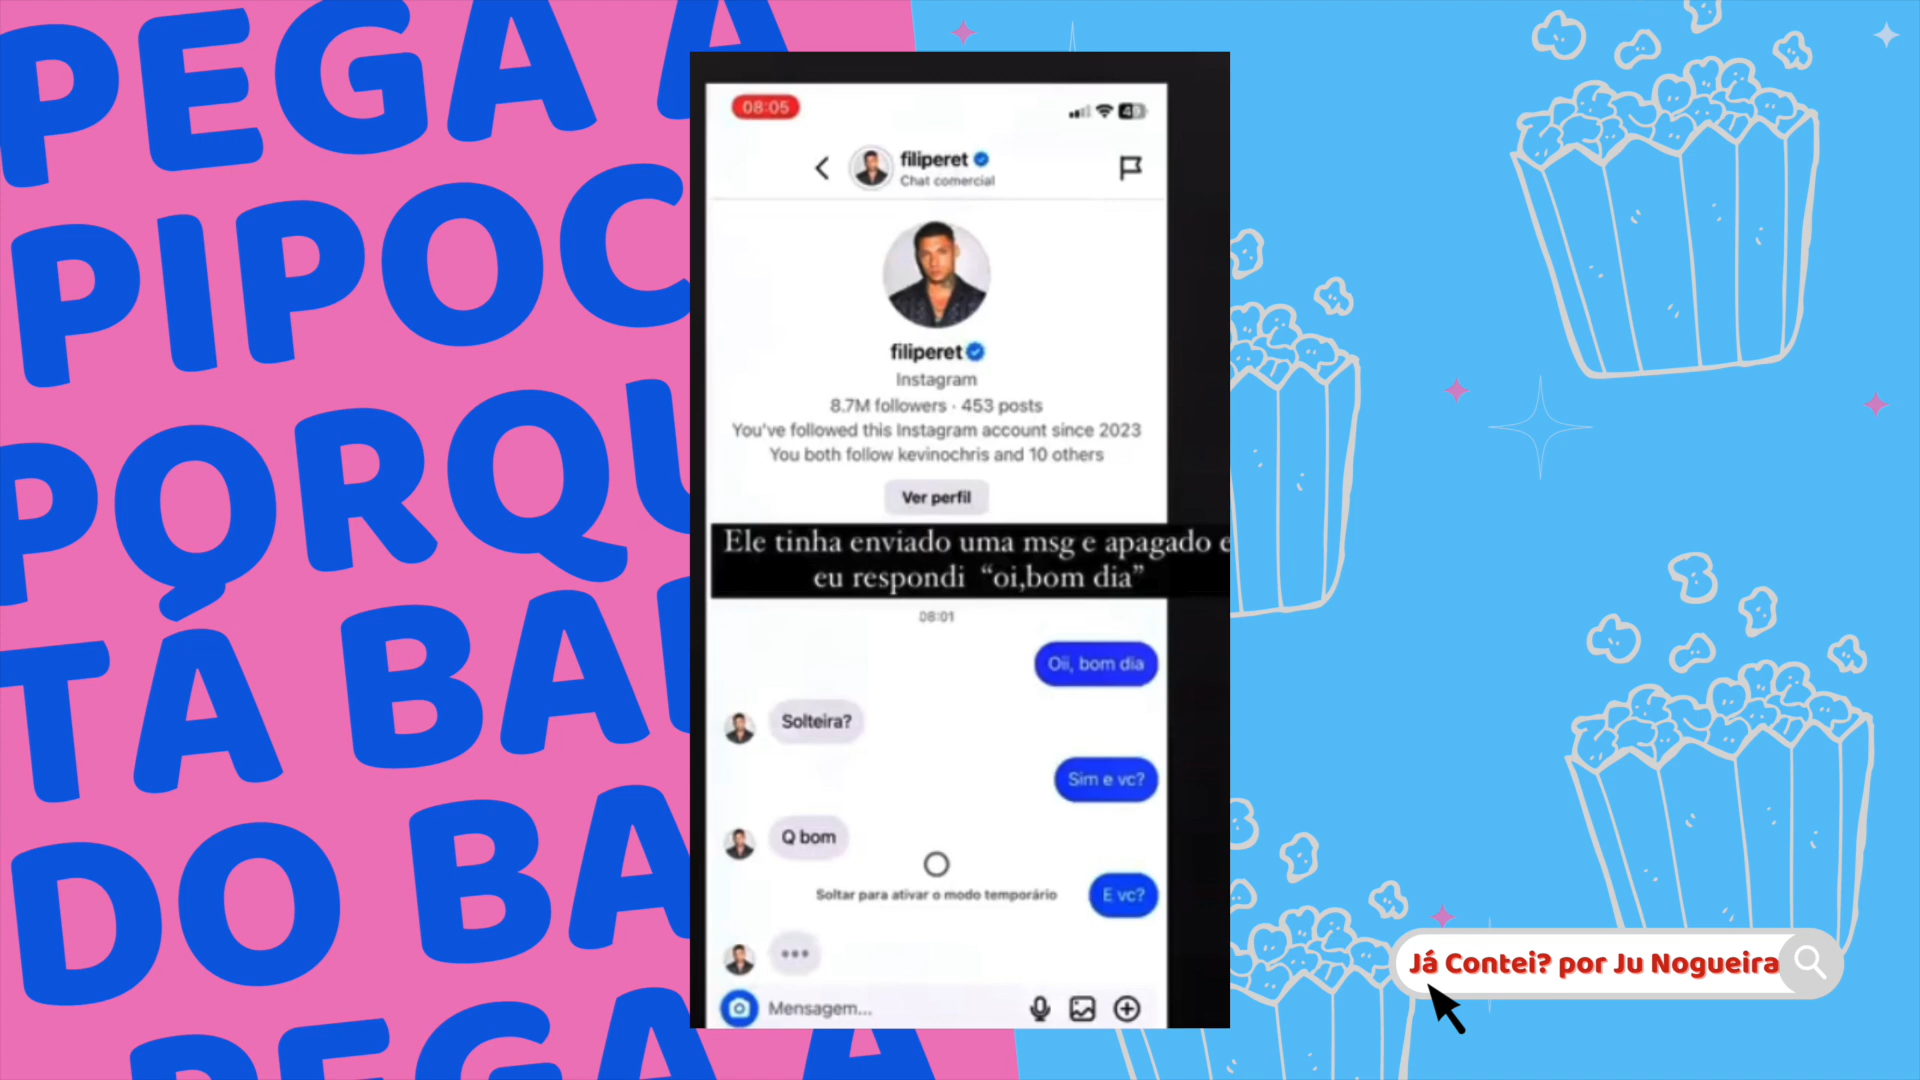 PEGA A
PIPOC
PORQU
TÁ BA
DO BA
PEGA A
08:05
49
filiperet
Chat comercial
filiperet
Instagram
8.7M followers · 453 posts
You've followed this Instagram account since 2023
You both follow kevinochris and 10 others
Ver perfil
Ele tinha enviado uma msg e apagado e
eu respondi “oi,bom dia”
08:01
Oii, bom dia
Solteira?
Sim e vc?
Q bom
Soltar para ativar o modo temporário
E vc?
Mensagem...
Já Contei? por Ju Nogueira